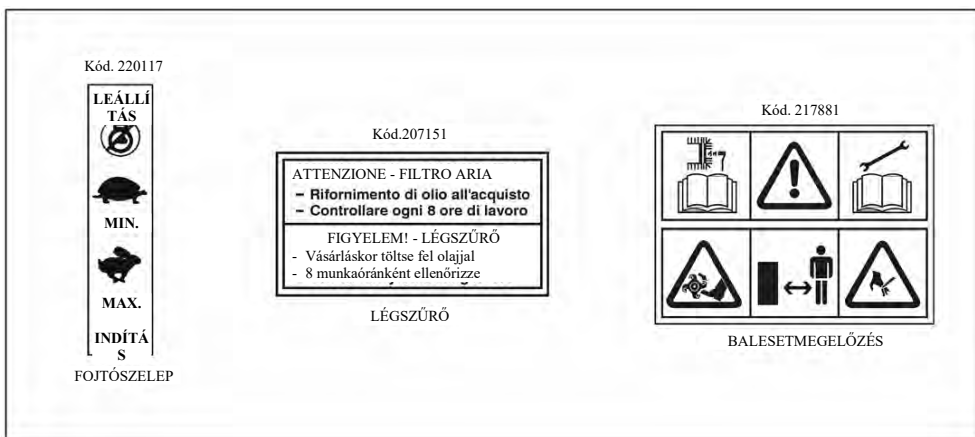 Kód. 220117
LEÁLLÍ
TÁS
MIN.
MAX.
INDÍTÁ
S
FOJTÓSZELEP
Kód.207151
ATTENZIONE - FILTRO ARIA
– Rifornimento di olio all'acquisto
– Controllare ogni 8 ore di lavoro
FIGYELEM! - LÉGSZŰRŐ
- Vásárláskor töltse fel olajjal
- 8 munkaóránként ellenőrizze
LÉGSZŰRŐ
Kód. 217881
BALESETMEGELŐZÉS